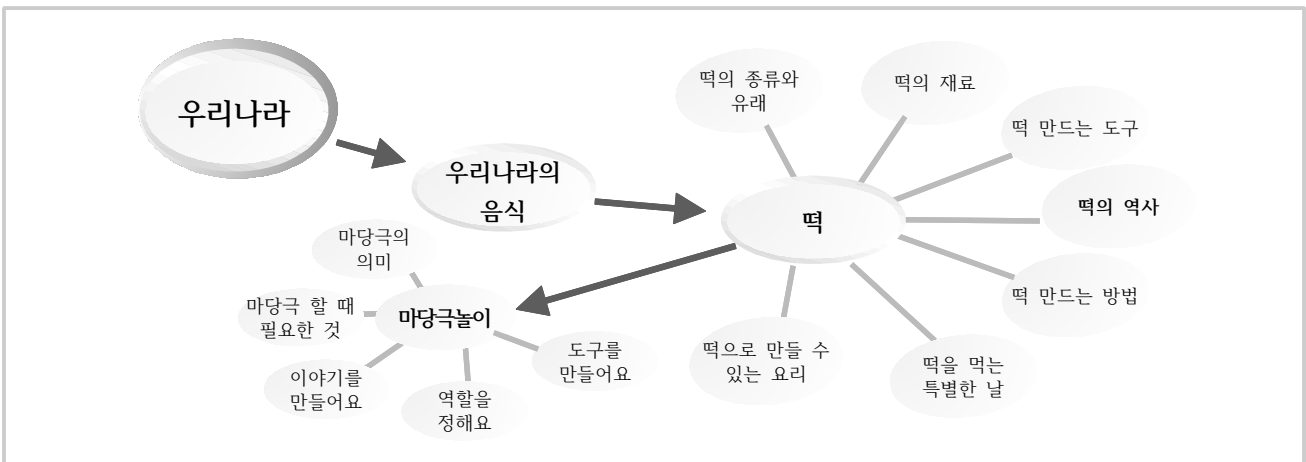 우리나라
우리나라의
음식
떡의 종류와
유래
떡의 재료
떡 만드는 도구
떡의 역사
떡
떡 만드는 방법
떡을 먹는
특별한 날
떡으로 만들 수
있는 요리
마당극의
의미
마당극 할 때
필요한 것
마당극놀이
이야기를
만들어요
역할을
정해요
도구를
만들어요